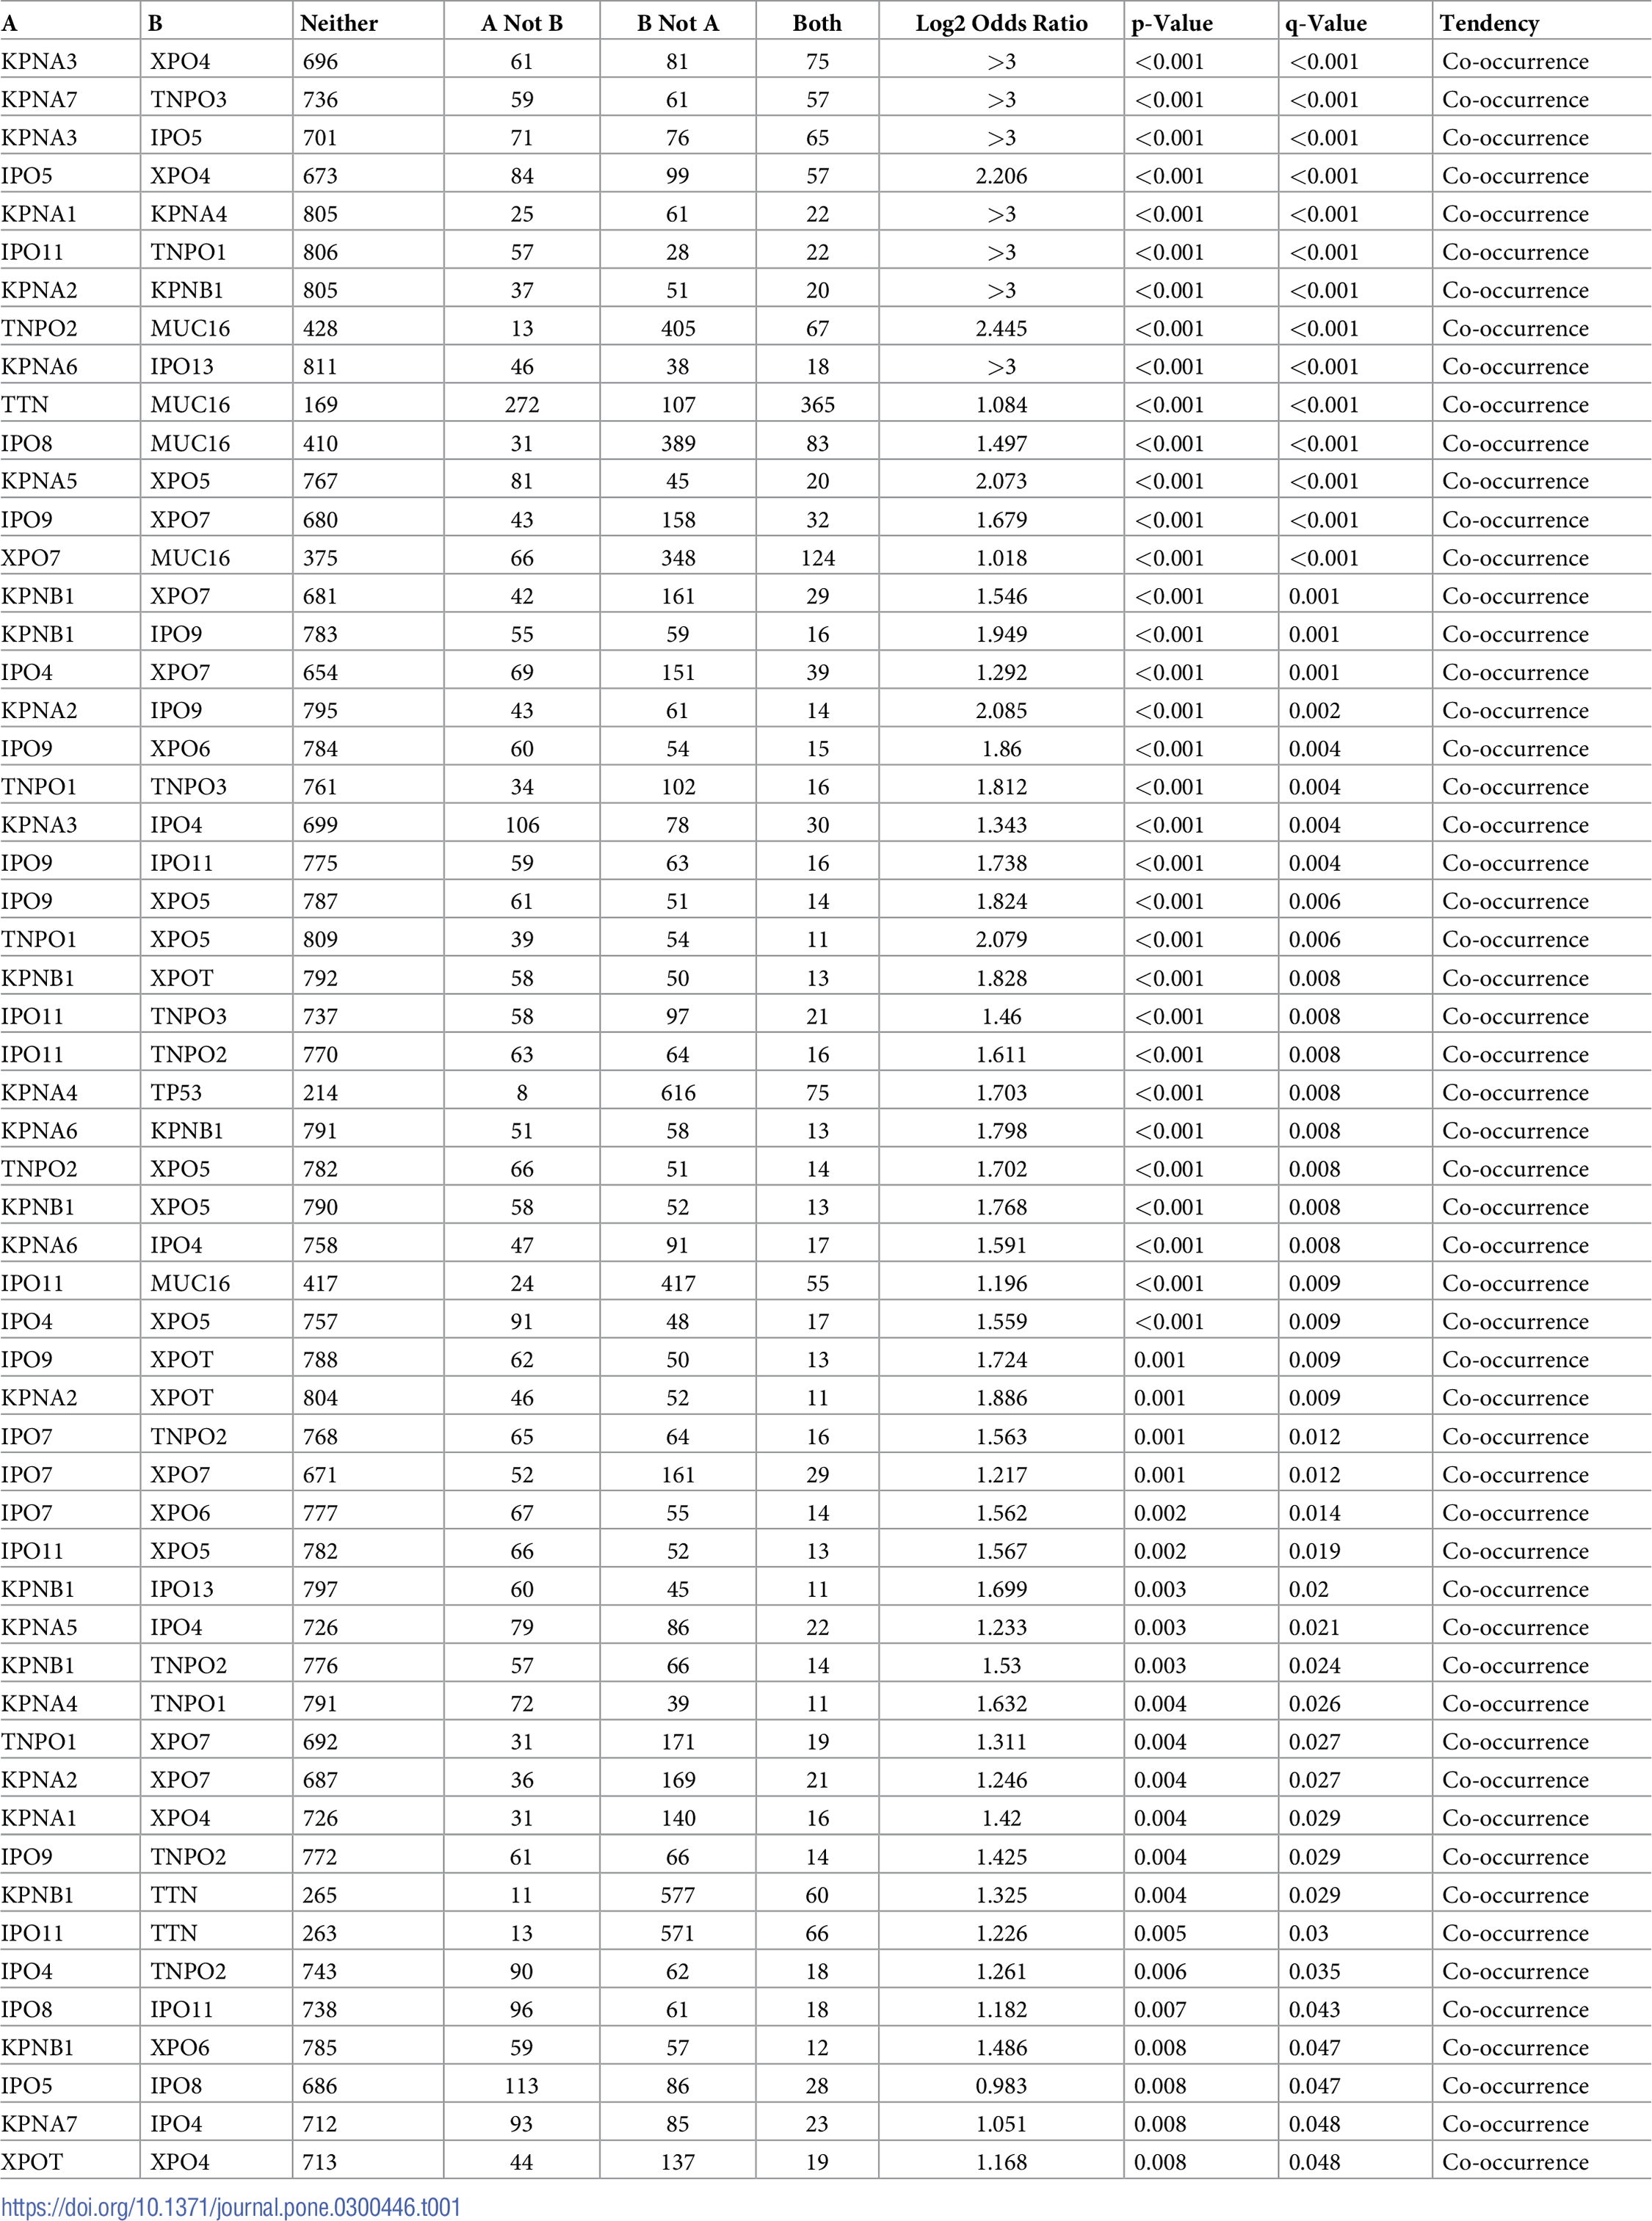 A B Neither A Not B B Not A Both Log2 Odds Ratio p-Value q-Value Tendency
KPNA3 XPO4 696 61 81 75 >3 <0.001 <0.001 Co-occurrence
KPNA7 TNPO3 736 59 61 57 >3 <0.001 <0.001 Co-occurrence
KPNA3 IPO5 701 71 76 65 >3 <0.001 <0.001 Co-occurrence
IPO5 XPO4 673 84 99 57 2.206 <0.001 <0.001 Co-occurrence
KPNA1 KPNA4 805 25 61 22 >3 <0.001 <0.001 Co-occurrence
IPO11 TNPO1 806 57 28 22 >3 <0.001 <0.001 Co-occurrence
KPNA2 KPNB1 805 37 51 20 >3 <0.001 <0.001 Co-occurrence
TNPO2 MUC16 428 13 405 67 2.445 <0.001 <0.001 Co-occurrence
KPNA6 IPO13 811 46 38 18 >3 <0.001 <0.001 Co-occurrence
TTN MUC16 169 272 107 365 1.084 <0.001 <0.001 Co-occurrence
IPO8 MUC16 410 31 389 83 1.497 <0.001 <0.001 Co-occurrence
KPNA5 XPO5 767 81 45 20 2.073 <0.001 <0.001 Co-occurrence
IPO9 XPO7 680 43 158 32 1.679 <0.001 <0.001 Co-occurrence
XPO7 MUC16 375 66 348 124 1.018 <0.001 <0.001 Co-occurrence
KPNB1 XPO7 681 42 161 29 1.546 <0.001 0.001 Co-occurrence
KPNB1 IPO9 783 55 59 16 1.949 <0.001 0.001 Co-occurrence
IPO4 XPO7 654 69 151 39 1.292 <0.001 0.001 Co-occurrence
KPNA2 IPO9 795 43 61 14 2.085 <0.001 0.002 Co-occurrence
IPO9 XPO6 784 60 54 15 1.86 <0.001 0.004 Co-occurrence
TNPO1 TNPO3 761 34 102 16 1.812 <0.001 0.004 Co-occurrence
KPNA3 IPO4 699 106 78 30 1.343 <0.001 0.004 Co-occurrence
IPO9 IPO11 775 59 63 16 1.738 <0.001 0.004 Co-occurrence
IPO9 XPO5 787 61 51 14 1.824 <0.001 0.006 Co-occurrence
TNPO1 XPO5 809 39 54 11 2.079 <0.001 0.006 Co-occurrence
KPNB1 XPOT 792 58 50 13 1.828 <0.001 0.008 Co-occurrence
IPO11 TNPO3 737 58 97 21 1.46 <0.001 0.008 Co-occurrence
IPO11 TNPO2 770 63 64 16 1.611 <0.001 0.008 Co-occurrence
KPNA4 TP53 214 8 616 75 1.703 <0.001 0.008 Co-occurrence
KPNA6 KPNB1 791 51 58 13 1.798 <0.001 0.008 Co-occurrence
TNPO2 XPO5 782 66 51 14 1.702 <0.001 0.008 Co-occurrence
KPNB1 XPO5 790 58 52 13 1.768 <0.001 0.008 Co-occurrence
KPNA6 IPO4 758 47 91 17 1.591 <0.001 0.008 Co-occurrence
IPO11 MUC16 417 24 417 55 1.196 <0.001 0.009 Co-occurrence
IPO4 XPO5 757 91 48 17 1.559 <0.001 0.009 Co-occurrence
IPO9 XPOT 788 62 50 13 1.724 0.001 0.009 Co-occurrence
KPNA2 XPOT 804 46 52 11 1.886 0.001 0.009 Co-occurrence
IPO7 TNPO2 768 65 64 16 1.563 0.001 0.012 Co-occurrence
IPO7 XPO7 671 52 161 29 1.217 0.001 0.012 Co-occurrence
IPO7 XPO6 777 67 55 14 1.562 0.002 0.014 Co-occurrence
IPO11 XPO5 782 66 52 13 1.567 0.002 0.019 Co-occurrence
KPNB1 IPO13 797 60 45 11 1.699 0.003 0.02 Co-occurrence
KPNA5 IPO4 726 79 86 22 1.233 0.003 0.021 Co-occurrence
KPNB1 TNPO2 776 57 66 14 1.53 0.003 0.024 Co-occurrence
KPNA4 TNPO1 791 72 39 11 1.632 0.004 0.026 Co-occurrence
TNPO1 XPO7 692 31 171 19 1.311 0.004 0.027 Co-occurrence
KPNA2 XPO7 687 36 169 21 1.246 0.004 0.027 Co-occurrence
KPNA1 XPO4 726 31 140 16 1.42 0.004 0.029 Co-occurrence
IPO9 TNPO2 772 61 66 14 1.425 0.004 0.029 Co-occurrence
KPNB1 TTN 265 11 577 60 1.325 0.004 0.029 Co-occurrence
IPO11 TTN 263 13 571 66 1.226 0.005 0.03 Co-occurrence
IPO4 TNPO2 743 90 62 18 1.261 0.006 0.035 Co-occurrence
IPO8 IPO11 738 96 61 18 1.182 0.007 0.043 Co-occurrence
KPNB1 XPO6 785 59 57 12 1.486 0.008 0.047 Co-occurrence
IPO5 IPO8 686 113 86 28 0.983 0.008 0.047 Co-occurrence
KPNA7 IPO4 712 93 85 23 1.051 0.008 0.048 Co-occurrence
XPOT XPO4 713 44 137 19 1.168 0.008 0.048 Co-occurrence
https://doi.org/10.1371/journal.pone.0300446.t001